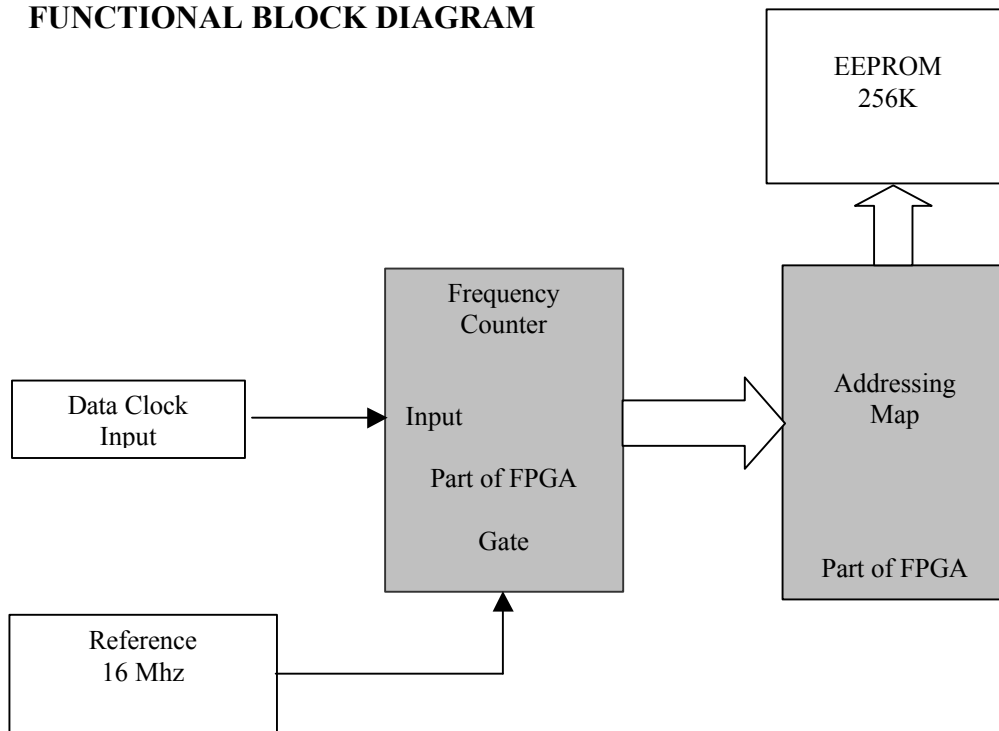 FUNCTIONAL BLOCK DIAGRAM
EEPROM
256K
Frequency
Counter
Input
Part of FPGA
Gate
Data Clock
Input
Addressing
Map
Part of FPGA
Reference
16 Mhz